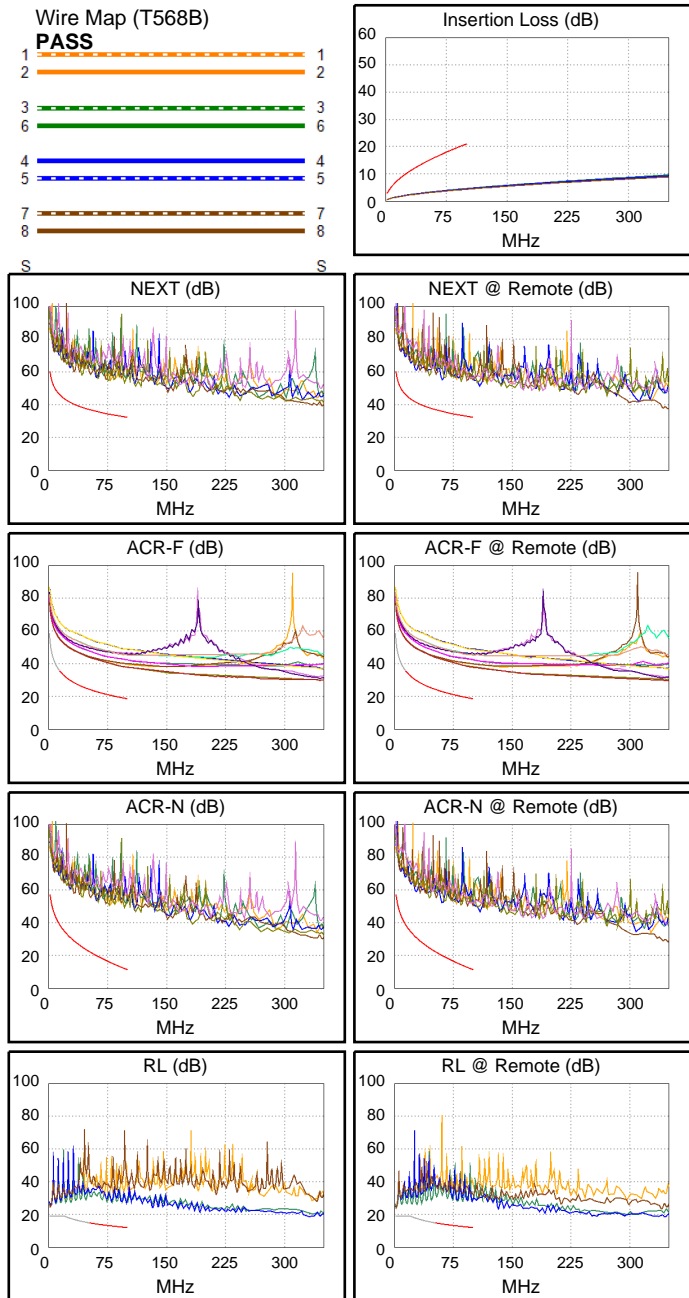 Wire Map (T568B)
PASS
1 1
2 2
3 3
6 6
4 4
5 5
7 7
8 8
S S
Insertion Loss (dB)
60
50
40
30
20
10
0
0 75 150 225 300
MHz
NEXT (dB)
100
80
60
40
20
0
0 75 150 225 300
MHz
NEXT @ Remote (dB)
100
80
60
40
20
0
0 75 150 225 300
MHz
ACR-F (dB)
100
80
60
40
20
0
0 75 150 225 300
MHz
ACR-F @ Remote (dB)
100
80
60
40
20
0
0 75 150 225 300
MHz
ACR-N (dB)
100
80
60
40
20
0
0 75 150 225 300
MHz
ACR-N @ Remote (dB)
100
80
60
40
20
0
0 75 150 225 300
MHz
RL (dB)
100
80
60
40
20
0
0 75 150 225 300
MHz
RL @ Remote (dB)
100
80
60
40
20
0
0 75 150 225 300
MHz